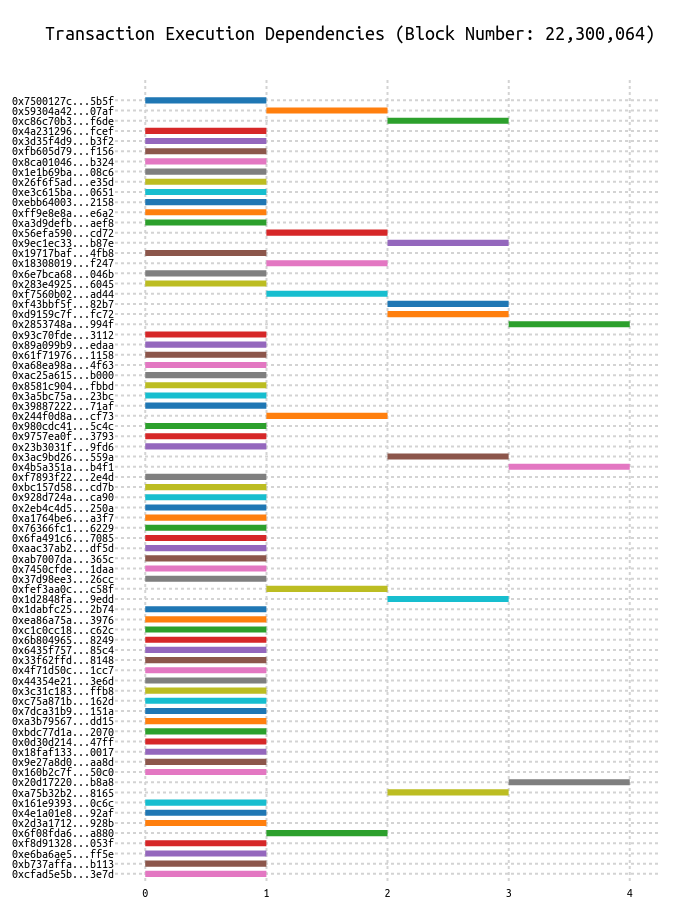 Transaction Execution Dependencies (Block Number: 22,300,064)
0x7500127c...5b5f
0x59304a42...07af
0xc86c70b3...f6de
0x4a231296...fcef
0x3d35f4d9...b3f2
0xfb605d79...f156
0x8ca01046...b324
0x1e1b69ba...08c6
0x26f6f5ad...e35d
0xe3c615ba...0651
0xebb64003...2158
0xff9e8e8a...e6a2
0xa3d9defb...aef8
0x56efa590...cd72
0x9ec1ec33...b87e
0x19717baf...4fb8
0x18308019...f247
0x6e7bca68...046b
0x283e4925...6045
0xf7560b02...ad44
0xf43bbf5f...82b7
0xd9159c7f...fc72
0x2853748a...994f
0x93c70fde...3112
0x89a099b9...edaa
0x61f71976...1158
0xa68ea98a...4f63
0xac25a615...b000
0x8581c904...fbbd
0x3a5bc75a...23bc
0x39887222...71af
0x244f0d8a...cf73
0x980cdc41...5c4c
0x9757ea0f...3793
0x23b3031f...9fd6
0x3ac9bd26...559a
0x4b5a351a...b4f1
0xf7893f22...2e4d
0xbc157d58...cd7b
0x928d724a...ca90
0x2eb4c4d5...250a
0xa1764be6...a3f7
0x76366fc1...6229
0x6fa491c6...7085
0xaac37ab2...df5d
0xab7007da...365c
0x7450cfde...1daa
0x37d98ee3...26cc
0xfef3aa0c...c58f
0x1d2848fa...9edd
0x1dabfc25...2b74
0xea86a75a...3976
0xc1c0cc18...c62c
0x6b804965...8249
0x6435f757...85c4
0x33f62ffd...8148
0x4f71d50c...1cc7
0x44354e21...3e6d
0x3c31c183...ffb8
0xc75a871b...162d
0x7dca31b9...151a
0xa3b79567...dd15
0xbdc77d1a...2070
0x0d30d214...47ff
0x18faf133...0017
0x9e27a8d0...aa8d
0x160b2c7f...50c0
0x20d17220...b8a8
0xa75b32b2...8165
0x161e9393...0c6c
0x4e1a01e8...92af
0x2d3a1712...928b
0x6f08fda6...a880
0xf8d91328...053f
0xe6ba6ae5...ff5e
0xb737affa...b113
0xcfad5e5b...3e7d
0 1 2 3 4